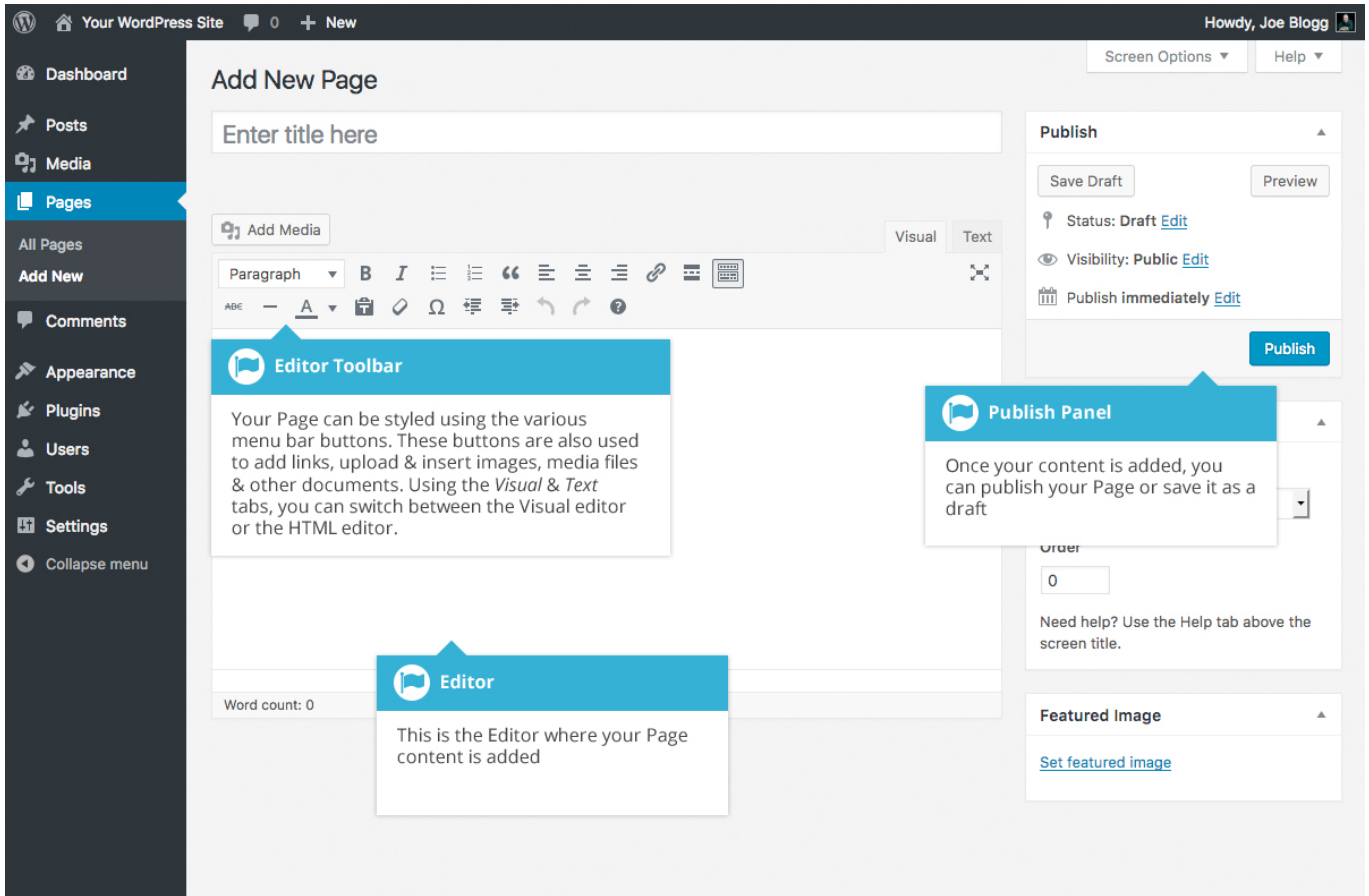 Your WordPress Site 0 + New
Howdy, Joe Blogg
Dashboard
Posts
Media
Pages
All Pages
Add New
Comments
Appearance
Plugins
Users
Tools
Settings
Collapse menu
Screen Options Help
Add New Page
Enter title here
Add Media
Visual Text
Paragraph B I
ABC A Ω
Editor Toolbar
Your Page can be styled using the various
menu bar buttons. These buttons are also used
to add links, upload & insert images, media files
& other documents. Using the Visual & Text
tabs, you can switch between the Visual editor
or the HTML editor.
Editor
This is the Editor where your Page
content is added
Word count: 0
Publish
Save Draft Preview
Status: Draft Edit
Visibility: Public Edit
Publish immediately Edit
Publish
Publish Panel
Once your content is added, you
can publish your Page or save it as a
draft
Order
0
Need help? Use the Help tab above the
screen title.
Featured Image
Set featured image